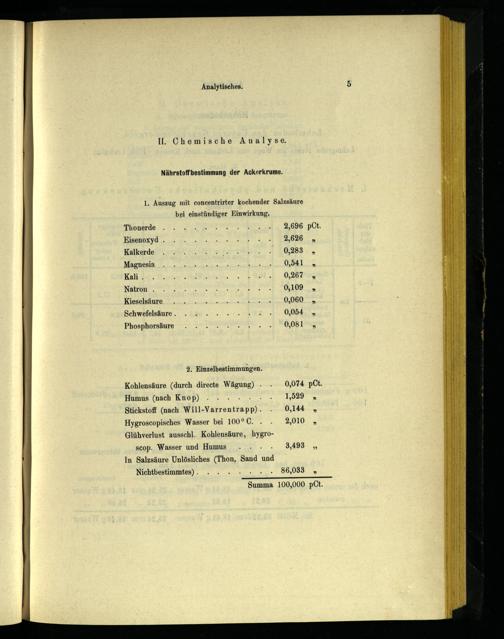 Analytisches. 5
II. Chemische Analyse.
Nährstoffbestimmung der Ackerkrume.
1. Auszug mit concentrirter kochender Salzsäure
bei einstündiger Einwirkung.
Thonerde . . . . . . . . . . . . 2,696 pCt.
Eisenoxyd . . . . . . . . . . . . 2,626 „
Kalkerde . . . . . . . . . . . . 0,283 „
Magnesia . . . . . . . . . . . . 0,541 „
Kali . . . . . . . . . . . . . . 0,267 „
Natron . . . . . . . . . . . . . 0,109 „
Kieselsäure . . . . . . . . . . . 0,060 „
Schwefelsäure . . . . . . . . . . 0,054 „
Phosphorsäure . . . . . . . . . 0,081 „
2. Einzelbestimmungen.
Kohlensäure (durch directe Wägung) . . 0,074 pCt.
Humus (nach Knop) . . . . . . . 1,529 „
Stickstoff (nach Will-Varrentrapp) . . 0,144 „
Hygroscopisches Wasser bei 100° C. . . 2,010 „
Glühverlust ausschl. Kohlensäure, hygro-
scop. Wasser und Humus . . . . 3,493 „
In Salzsäure Unlösliches (Thon, Sand und
Nichtbestimmtes) . . . . . . . . 86,033 „
Summa 100,000 pCt.